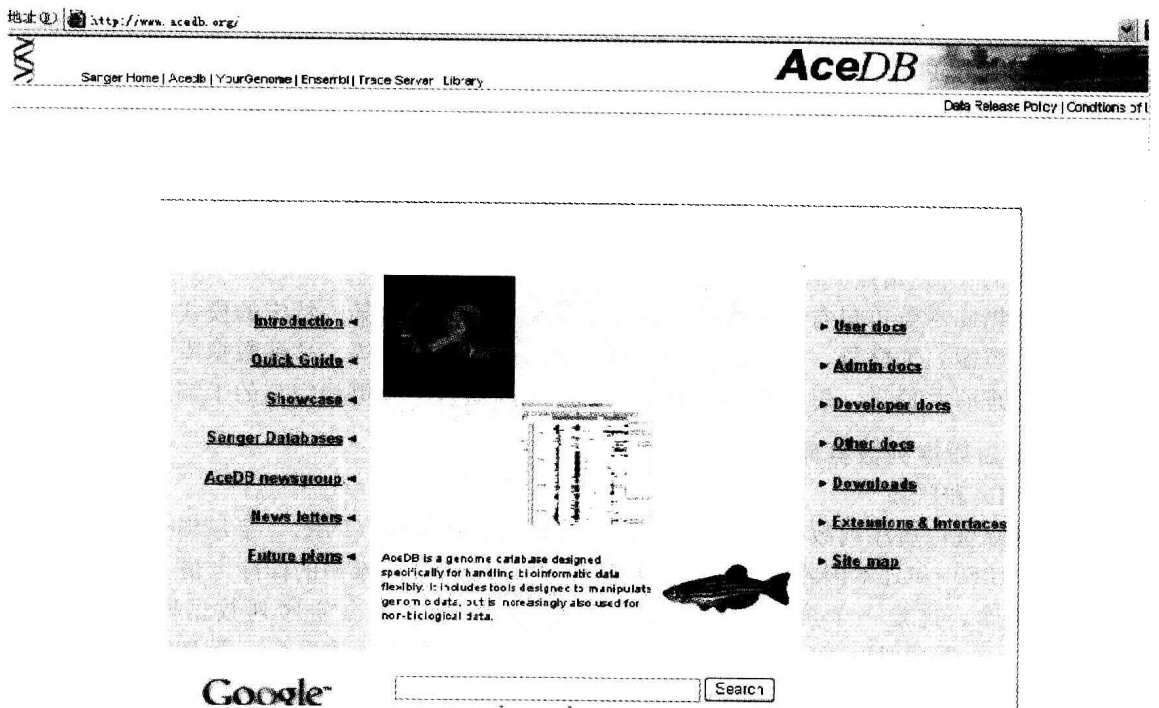 地址(D) http://www.acedb.org/
Sanger Home | Acedb | YourGenome | Ensembl | Trace Server Library
AceDB
Data Release Policy | Conditions of U
Introduction
Quick Guide
Showcase
Sanger Databases
AceDB newsgroup
News letters
Future plans
User docs
Admin docs
Developer docs
Other docs
Downloads
Extensions & Interfaces
Site map
AceDB is a genome database designed
specifically for handling bioinformatic data
flexibly. It includes tools designed to manipulate
genomic data, but is increasingly also used for
non-biological data.
Google™
Search